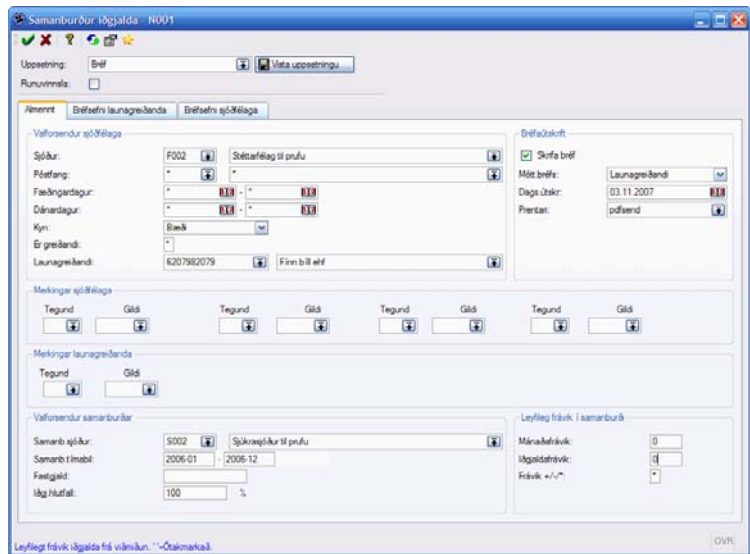 Samanburður iðgjalda - N001
Uppsetning: Bréf Vista uppsetningu
Runuvinnsla:
Almennt Bréfsefni launagreiðanda Bréfsefni sjóðfélaga
Valforsendur sjóðfélaga
Sjóður: F002 Stéttarfélag til prufu
Póstfang: * *
Fæðingardagur: * - *
Dánardagur: * - *
Kyn: Bæði
Er greiðandi: *
Launagreiðandi: 6207982079 Fínn bíll ehf
Bréfaútskrift
Skrifa bréf
Mótt.bréfs: Launagreiðandi
Dags.útskr: 03.11.2007
Prentari: pdfsend
Merkingar sjóðfélaga
Tegund Gildi Tegund Gildi Tegund Gildi Tegund Gildi
Merkingar launagreiðanda
Tegund Gildi
Valforsendur samanburðar
Samanb.sjóður: S002 Sjúkrasjóður til prufu
Samanb.tímabil: 2006-01 - 2006-12
Fastgjald:
Iðg.hlutfall: 100 %
Leyfileg frávik í samanburði
Mánaðafrávik: 0
Iðgjaldafrávik: 0
Frávik +/-/*: *
Leyfilegt frávik iðgjalda frá viðmiðun. '*'=Ótakmarkað.
OVR